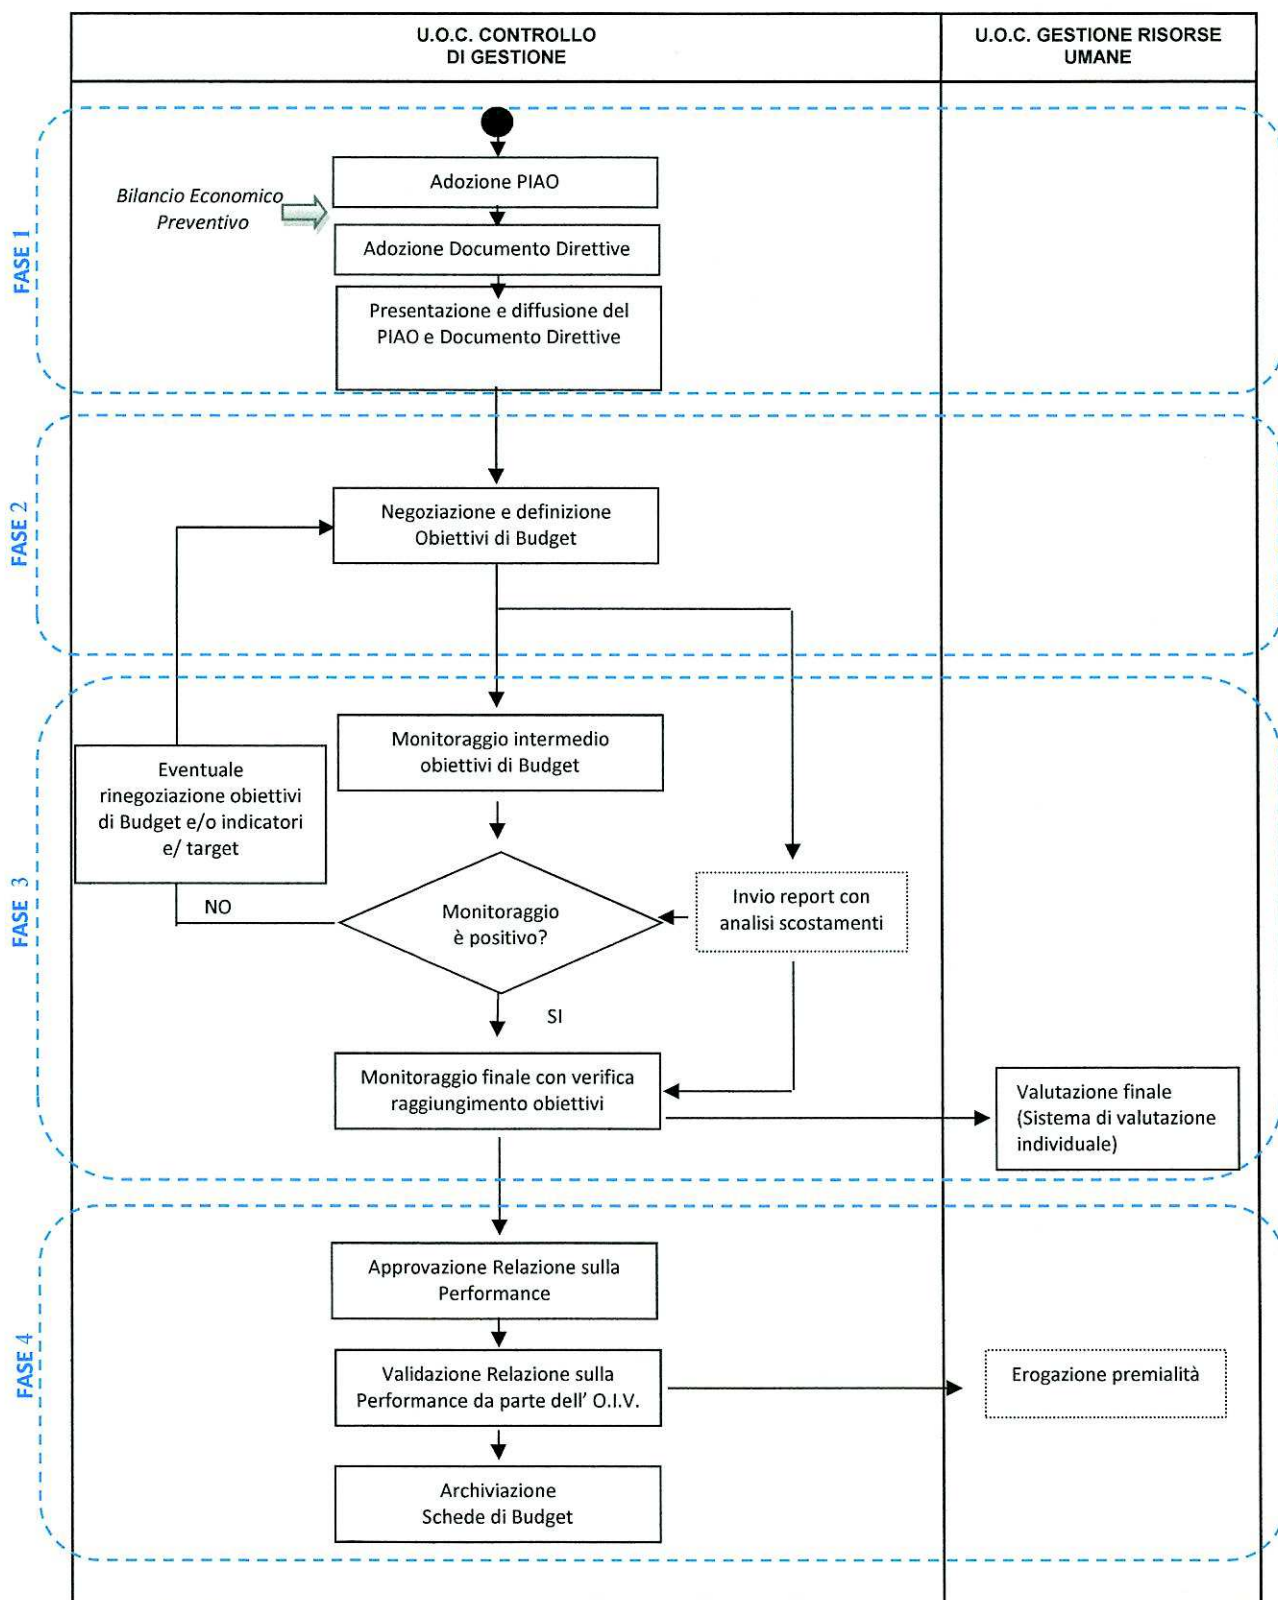 U.O.C. CONTROLLO
DI GESTIONE
U.O.C. GESTIONE RISORSE
UMANE
FASE 1
Adozione PIAO
Bilancio Economico
Preventivo
Adozione Documento Direttive
Presentazione e diffusione del
PIAO e Documento Direttive
FASE 2
Negoziazione e definizione
Obiettivi di Budget
FASE 3
Monitoraggio intermedio
obiettivi di Budget
Eventuale
rinegoziazione obiettivi
di Budget e/o indicatori
e/ target
NO
Monitoraggio
è positivo?
Invio report con
analisi scostamenti
SI
Monitoraggio finale con verifica
raggiungimento obiettivi
Valutazione finale
(Sistema di valutazione
individuale)
FASE 4
Approvazione Relazione sulla
Performance
Validazione Relazione sulla
Performance da parte dell' O.I.V.
Erogazione premialità
Archiviazione
Schede di Budget